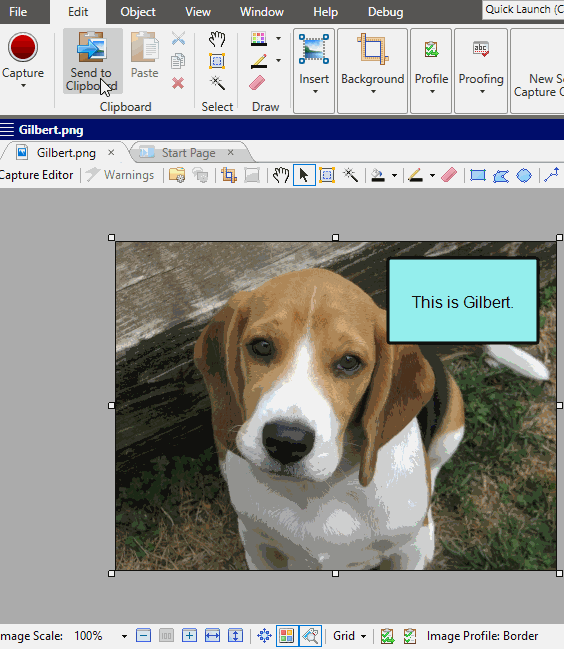 File Edit Object View Window Help Debug Quick Launch (C
Capture Send to Clipboard Paste Insert Background Profile Proofing New S
Capture C
Clipboard Select Draw
Gilbert.png
Gilbert.png × Start Page ×
Capture Editor Warnings
This is Gilbert.
mage Scale: 100% Grid Image Profile: Border